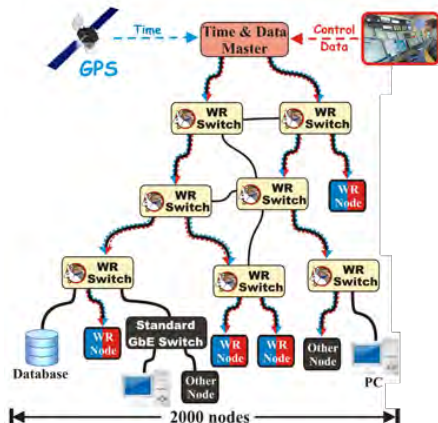 Time
Time & Data
Master
Control
Data
GPS
WR
Switch
WR
Switch
WR
Switch
WR
Switch
WR
Node
WR
Switch
WR
Switch
WR
Switch
Standard
GbE Switch
Database
WR
Node
Other
Node
WR
Node
WR
Node
Other
Node
PC
2000 nodes